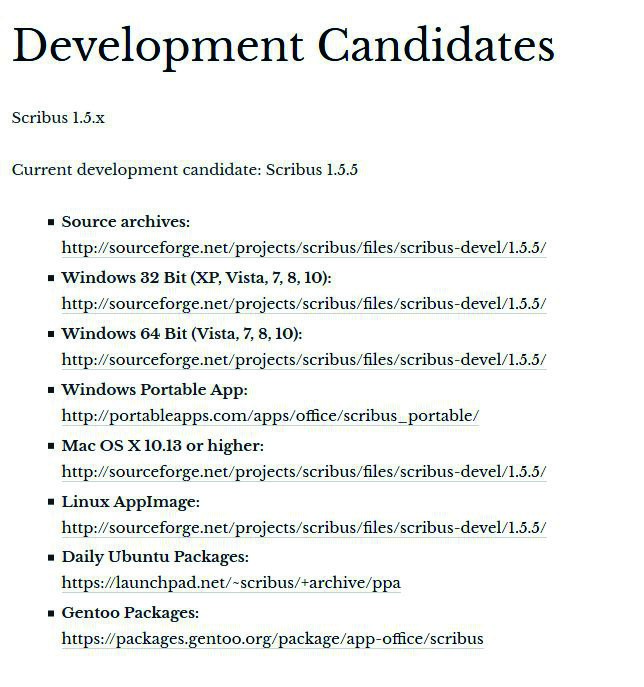 Development Candidates
Scribus 1.5.x
Current development candidate: Scribus 1.5.5
Source archives:
http://sourceforge.net/projects/scribus/files/scribus-devel/1.5.5/
Windows 32 Bit (XP, Vista, 7, 8, 10):
http://sourceforge.net/projects/scribus/files/scribus-devel/1.5.5/
Windows 64 Bit (Vista, 7, 8, 10):
http://sourceforge.net/projects/scribus/files/scribus-devel/1.5.5/
Windows Portable App:
http://portableapps.com/apps/office/scribus_portable/
Mac OS X 10.13 or higher:
http://sourceforge.net/projects/scribus/files/scribus-devel/1.5.5/
Linux AppImage:
http://sourceforge.net/projects/scribus/files/scribus-devel/1.5.5/
Daily Ubuntu Packages:
https://launchpad.net/~scribus/+archive/ppa
Gentoo Packages:
https://packages.gentoo.org/package/app-office/scribus